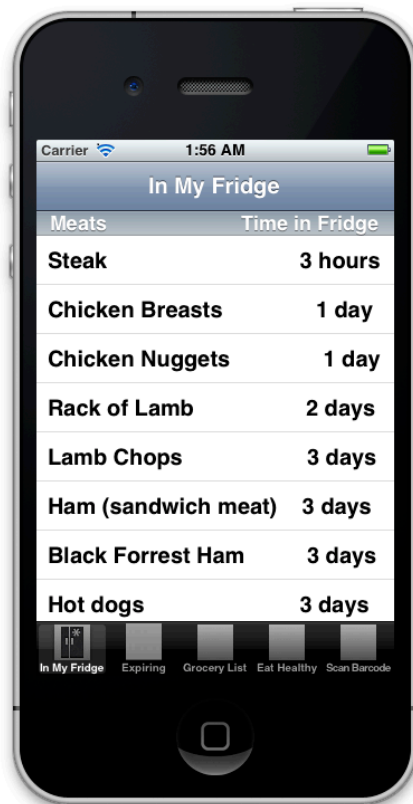 Carrier 1:56 AM
In My Fridge
Meats Time in Fridge
Steak 3 hours
Chicken Breasts 1 day
Chicken Nuggets 1 day
Rack of Lamb 2 days
Lamb Chops 3 days
Ham (sandwich meat) 3 days
Black Forrest Ham 3 days
Hot dogs 3 days
In My Fridge Expiring Grocery List Eat Healthy Scan Barcode